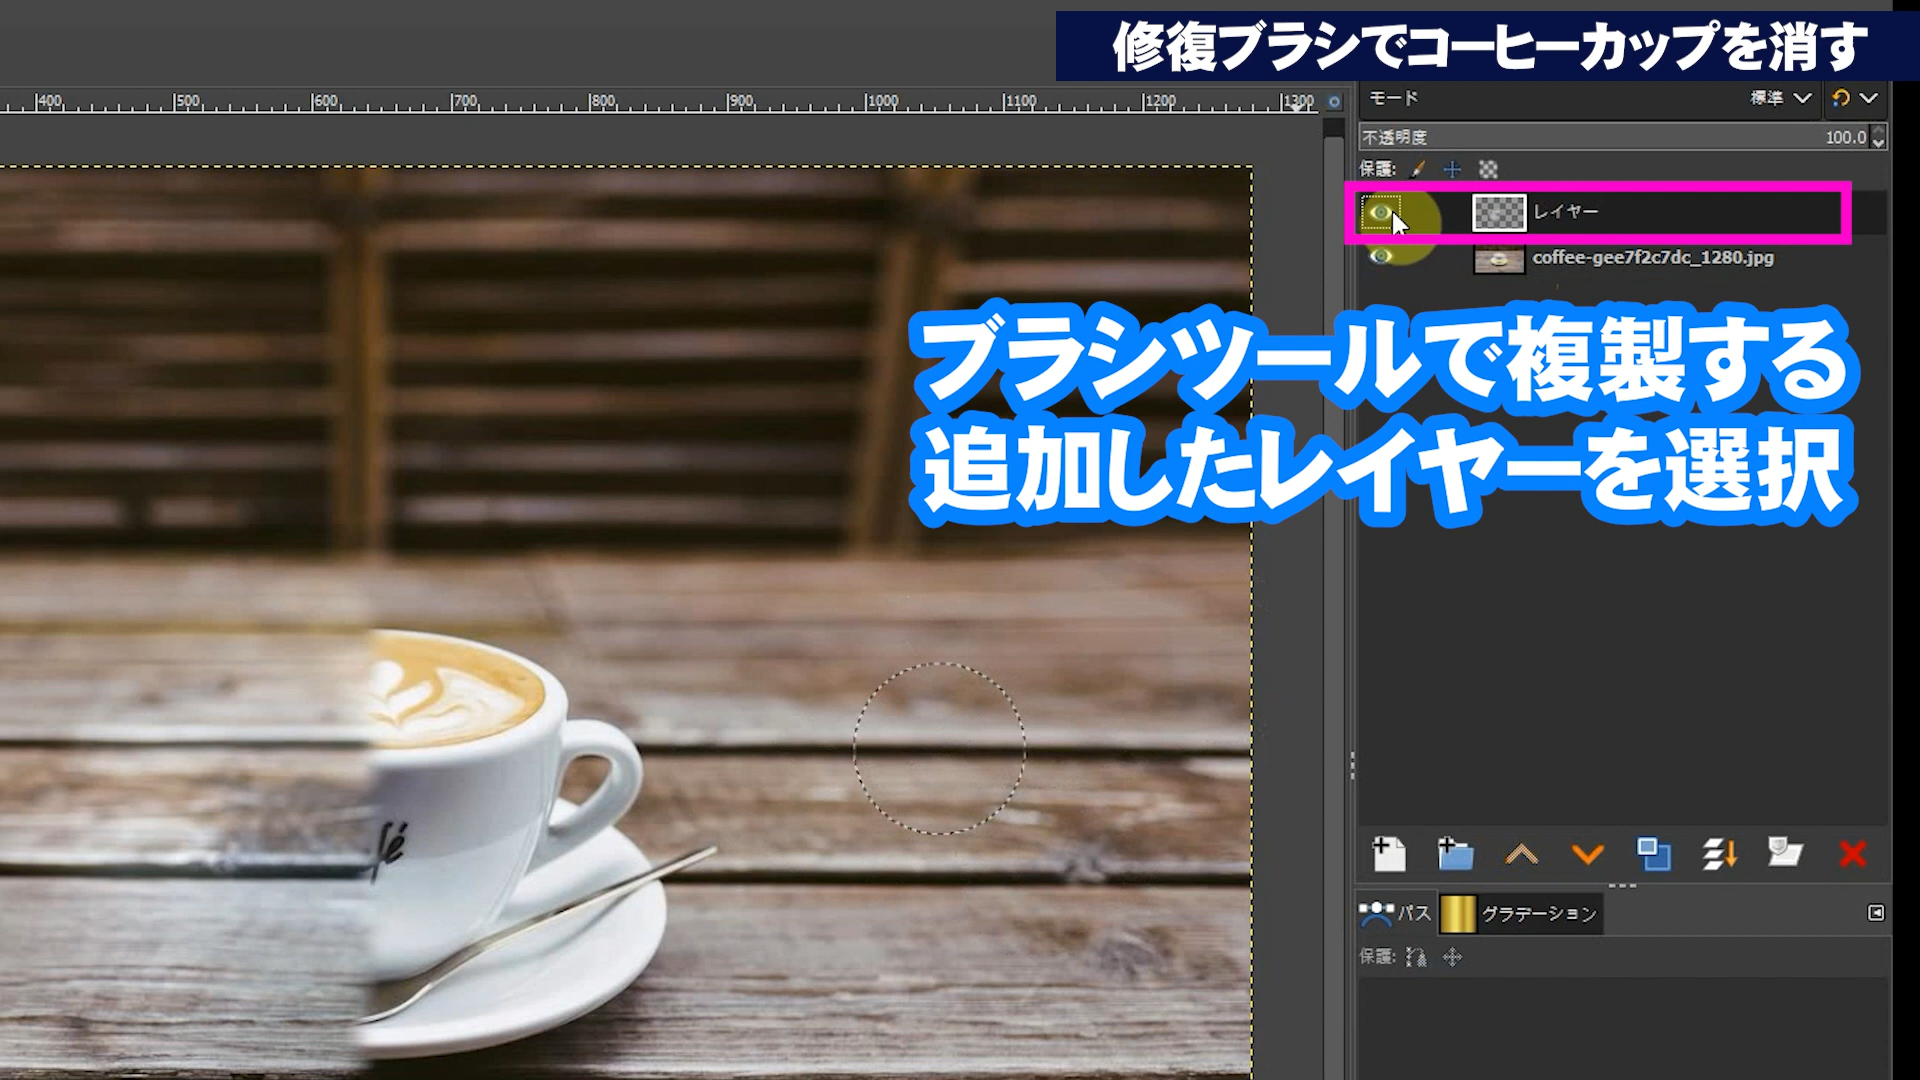 修復ブラシでコーヒーカップを消す
400 500 600 700 800 900 1000 1100 1200 1300
モード 標準
不透明度 100.0
保護:
レイヤー
coffee-gee7f2c7dc_1280.jpg
ブラシツールで複製する
追加したレイヤーを選択
fé
パス グラデーション
保護: